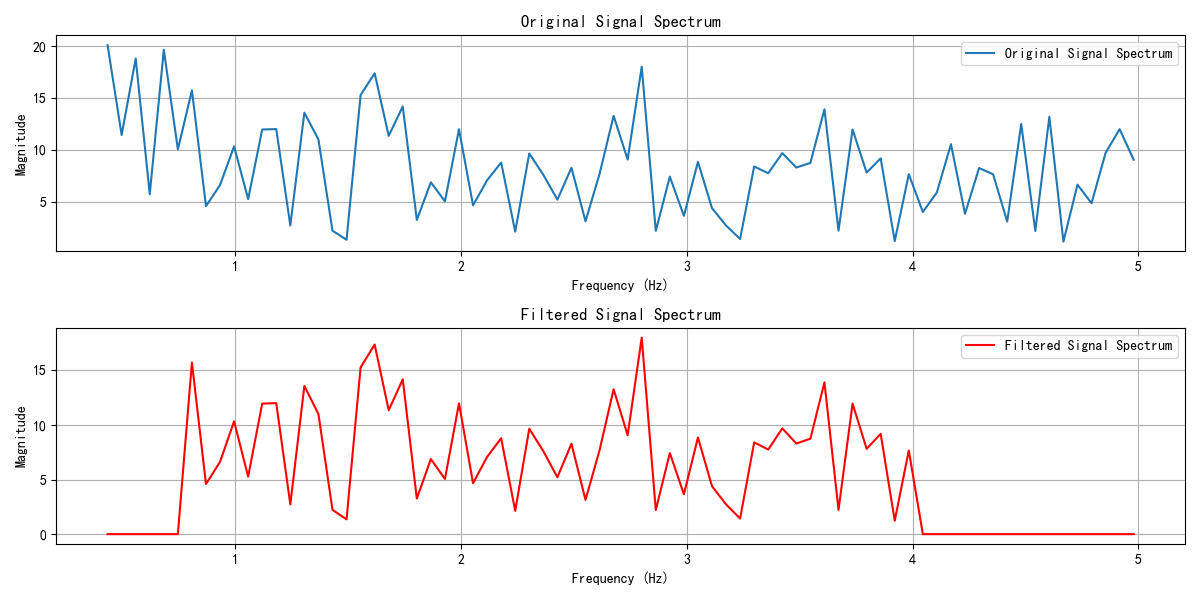 Original Signal Spectrum
Original Signal Spectrum
20
15
10
5
Magnitude
1 2 3 4 5
Frequency (Hz)
Filtered Signal Spectrum
Filtered Signal Spectrum
15
10
5
0
Magnitude
1 2 3 4 5
Frequency (Hz)